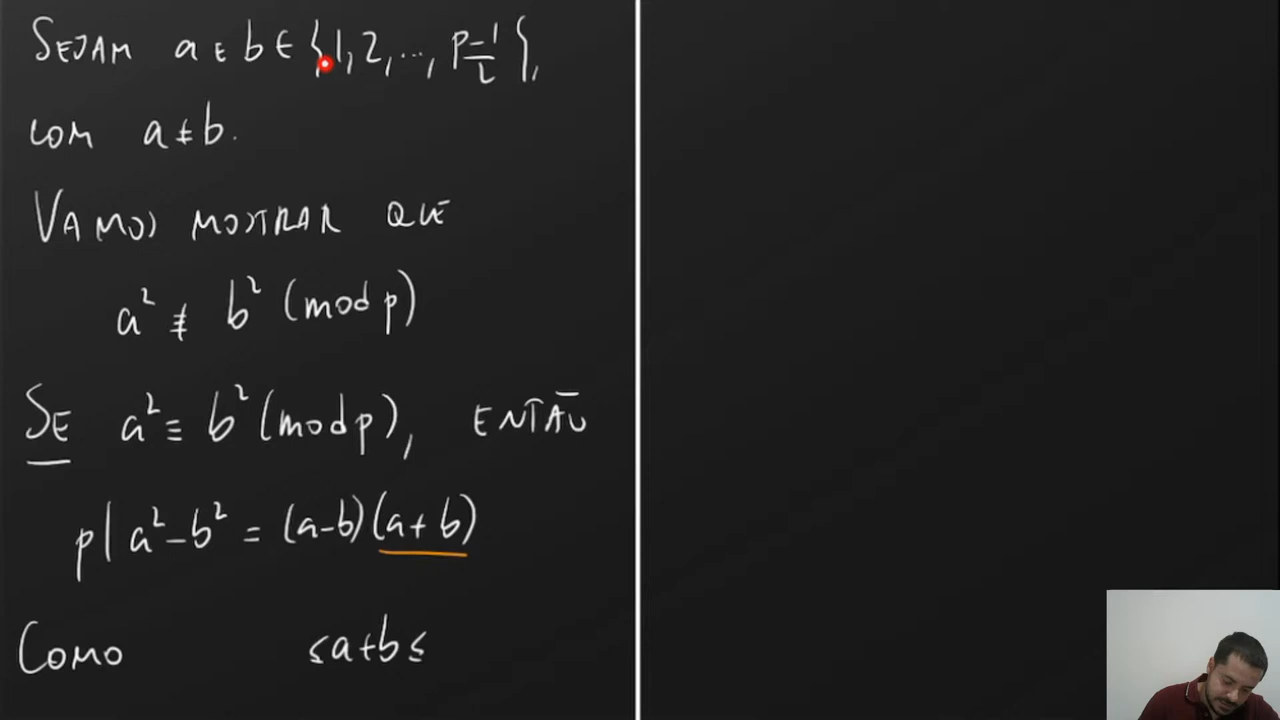 SEJAM a E b ∈ {1, 2, ..., p-1/2},
COM a ≠ b.
VAMOS MOSTRAR QUE
a² ≢ b² (mod p)
SE a² ≡ b² (mod p), ENTÃO
p | a² - b² = (a-b)(a+b)
COMO ≤ a+b ≤